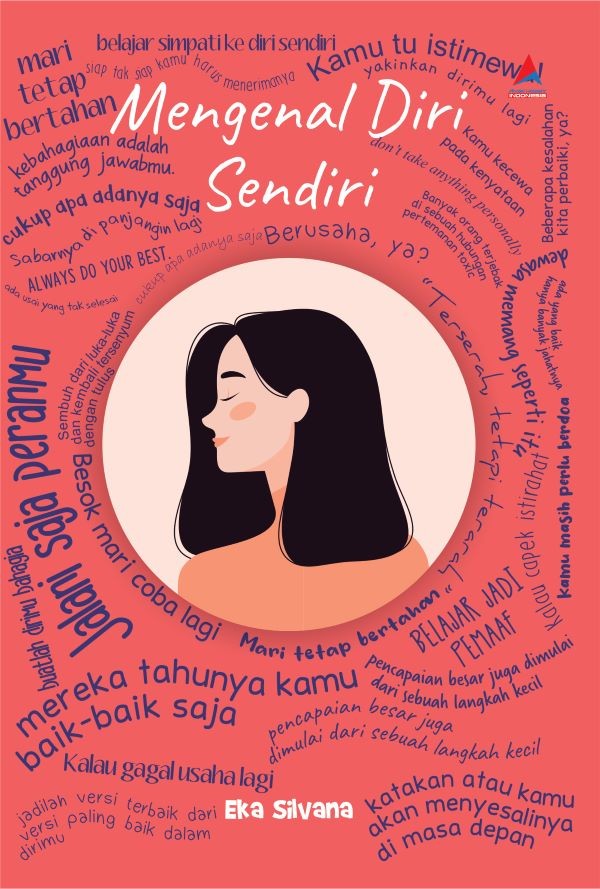 mari
tetap
bertahan
belajar simpati ke diri sendiri
siap tak siap kamu harus menerimanya
Kamu tu istimewa
yakinkan dirimu lagi
INDONESIA
Mengenal Diri
Sendiri
kebahagiaan adalah
tanggung jawabmu.
cukup apa adanya saja
Sabarnya di panjangin lagi
ALWAYS DO YOUR BEST.
ada usai yang tak selesai
cukup apa adanya saja
Berusaha, ya?
don't take anything personally
kamu kecewa
pada kenyataan
Beberapa kesalahan
kita perbaiki, ya?
Banyak orang terjebak
di sebuah hubungan
pertemanan toxic
dewasa memang seperti itu
ada yang baik
hanya banyak jahatnya
"Terserah, tetapi terarah"
Sembuh dari luka-luka
dan kembali tersenyum
dengan tulus
Jalani saja peranmu
buatlah dirimu bahagia
Besok mari coba lagi
Mari tetap bertahan
Kalau capek istirahat
kamu masih perlu berdoa
BELAJAR JADI
PEMAAF
mereka tahunya kamu
baik-baik saja
pencapaian besar juga dimulai
dari sebuah langkah kecil
pencapaian besar juga
dimulai dari sebuah langkah kecil
Kalau gagal usaha lagi
jadilah versi terbaik dari
versi paling baik dalam
dirimu
Eka Silvana
katakan atau kamu
akan menyesalinya
di masa depan